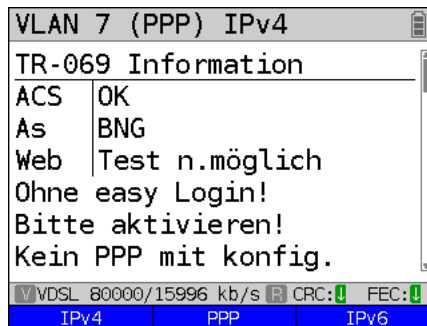 VLAN 7 (PPP) IPv4
TR-069 Information
ACS OK
As BNG
Web Test n.möglich
Ohne easy Login!
Bitte aktivieren!
Kein PPP mit konfig.
V VDSL 80000/15996 kb/s R CRC:↓ FEC:↓
IPv4 PPP IPv6